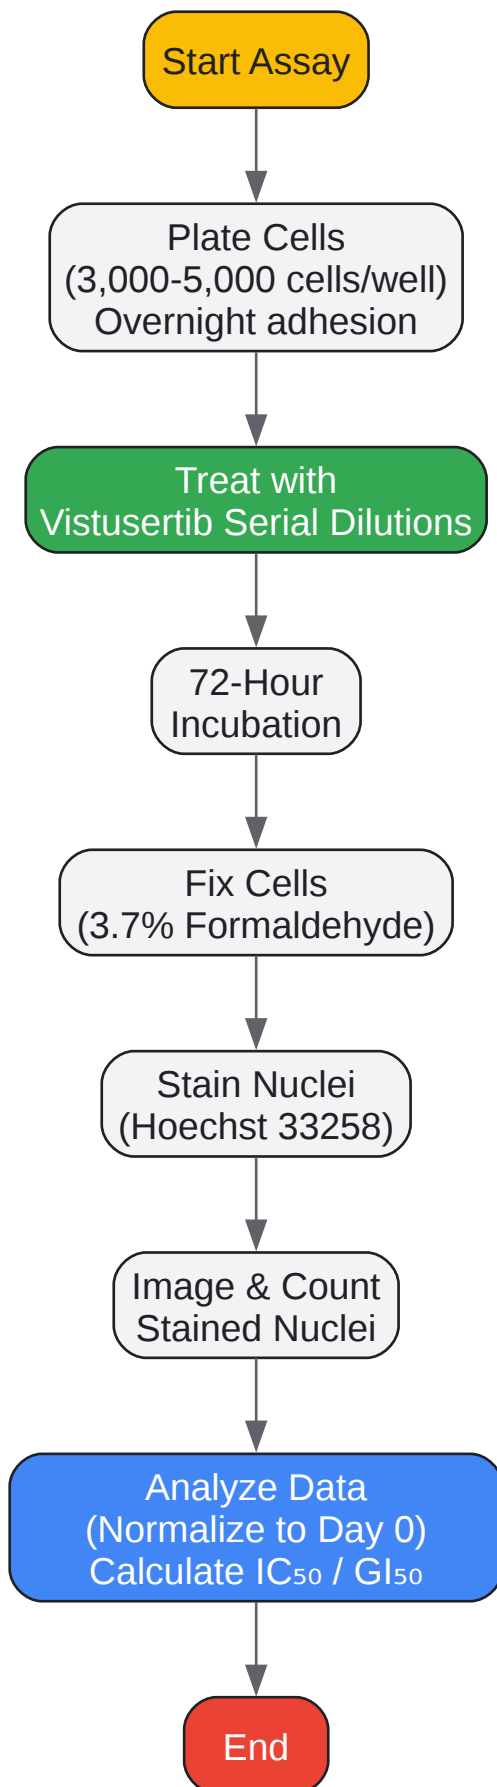 Start Assay
Plate Cells
(3,000-5,000 cells/well)
Overnight adhesion
Treat with
Vistusertib Serial Dilutions
72-Hour
Incubation
Fix Cells
(3.7% Formaldehyde)
Stain Nuclei
(Hoechst 33258)
Image & Count
Stained Nuclei
Analyze Data
(Normalize to Day 0)
Calculate IC₅₀ / GI₅₀
End